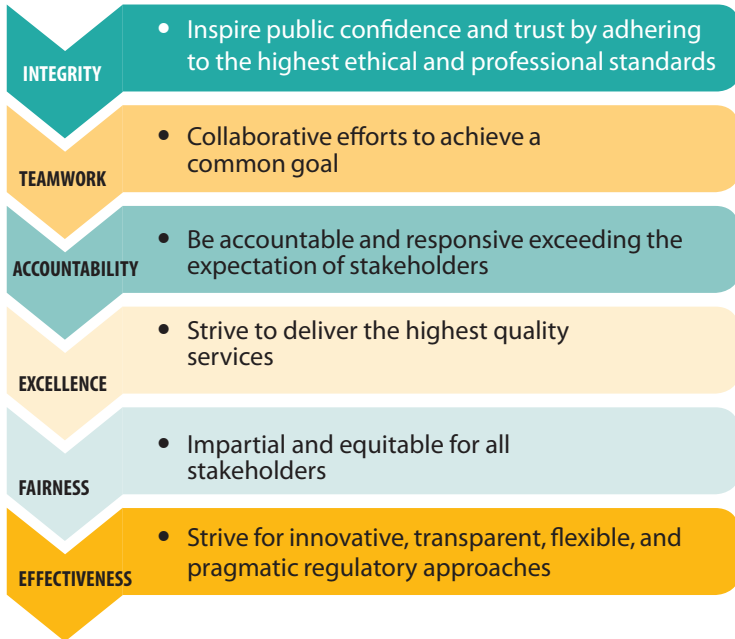 INTEGRITY
• Inspire public confidence and trust by adhering
to the highest ethical and professional standards
TEAMWORK
• Collaborative efforts to achieve a
common goal
ACCOUNTABILITY
• Be accountable and responsive exceeding the
expectation of stakeholders
EXCELLENCE
• Strive to deliver the highest quality
services
FAIRNESS
• Impartial and equitable for all
stakeholders
EFFECTIVENESS
• Strive for innovative, transparent, flexible, and
pragmatic regulatory approaches